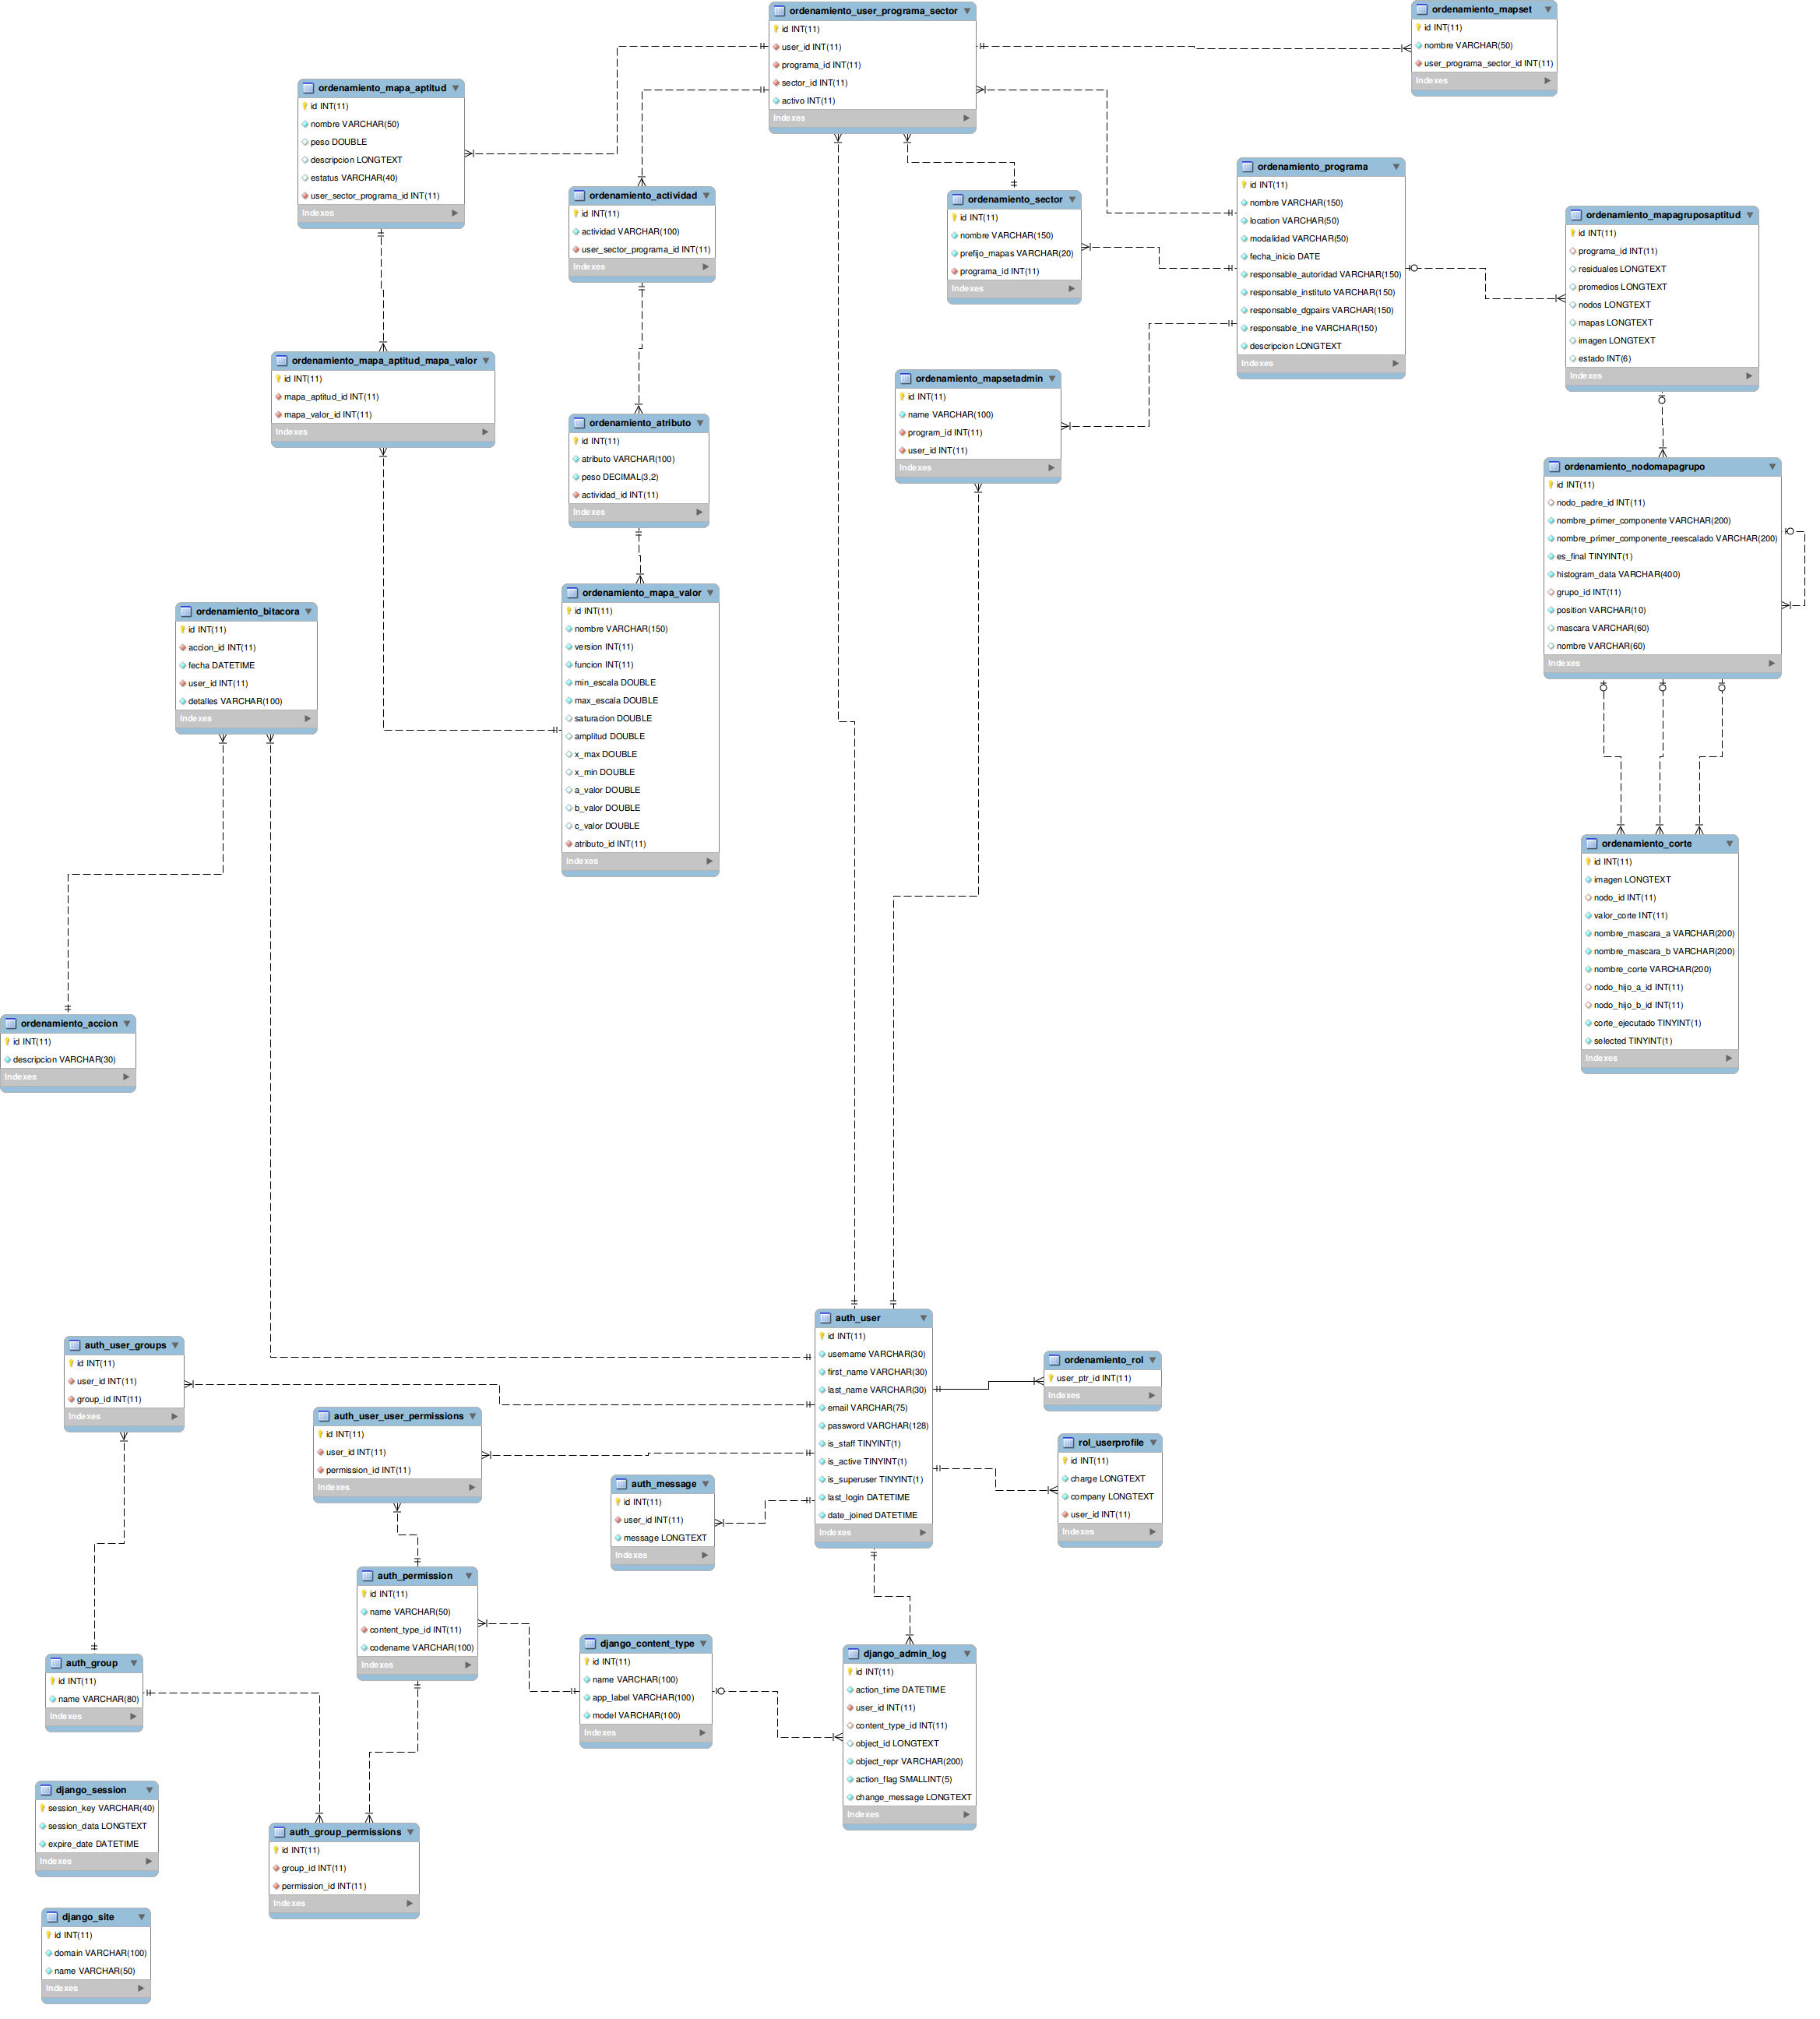 ordenamiento_user_programa_sector
id INT(11)
user_id INT(11)
programa_id INT(11)
sector_id INT(11)
activo INT(11)
Indexes
ordenamiento_mapset
id INT(11)
nombre VARCHAR(50)
user_programa_sector_id INT(11)
Indexes
ordenamiento_mapa_aptitud
id INT(11)
nombre VARCHAR(50)
peso DOUBLE
descripcion LONGTEXT
estatus VARCHAR(40)
user_sector_programa_id INT(11)
Indexes
ordenamiento_actividad
id INT(11)
actividad VARCHAR(100)
user_sector_programa_id INT(11)
Indexes
ordenamiento_sector
id INT(11)
nombre VARCHAR(150)
prefijo_mapas VARCHAR(20)
programa_id INT(11)
Indexes
ordenamiento_programa
id INT(11)
nombre VARCHAR(150)
location VARCHAR(50)
modalidad VARCHAR(50)
fecha_inicio DATE
responsable_autoridad VARCHAR(150)
responsable_instituto VARCHAR(150)
responsable_dgpairs VARCHAR(150)
responsable_ine VARCHAR(150)
descripcion LONGTEXT
Indexes
ordenamiento_mapagruposaptitud
id INT(11)
programa_id INT(11)
residuales LONGTEXT
promedios LONGTEXT
nodos LONGTEXT
mapas LONGTEXT
imagen LONGTEXT
estado INT(6)
Indexes
ordenamiento_mapa_aptitud_mapa_valor
id INT(11)
mapa_aptitud_id INT(11)
mapa_valor_id INT(11)
Indexes
ordenamiento_mapsetadmin
id INT(11)
name VARCHAR(100)
program_id INT(11)
user_id INT(11)
Indexes
ordenamiento_atributo
id INT(11)
atributo VARCHAR(100)
peso DECIMAL(3,2)
actividad_id INT(11)
Indexes
ordenamiento_nodomapagrupo
id INT(11)
nodo_padre_id INT(11)
nombre_primer_componente VARCHAR(200)
nombre_primer_componente_reescalado VARCHAR(200)
es_final TINYINT(1)
histogram_data VARCHAR(400)
grupo_id INT(11)
position VARCHAR(10)
mascara VARCHAR(60)
nombre VARCHAR(60)
Indexes
ordenamiento_mapa_valor
id INT(11)
nombre VARCHAR(150)
version INT(11)
funcion INT(11)
min_escala DOUBLE
max_escala DOUBLE
saturacion DOUBLE
amplitud DOUBLE
x_max DOUBLE
x_min DOUBLE
a_valor DOUBLE
b_valor DOUBLE
c_valor DOUBLE
atributo_id INT(11)
Indexes
ordenamiento_bitacora
id INT(11)
accion_id INT(11)
fecha DATETIME
user_id INT(11)
detalles VARCHAR(100)
Indexes
ordenamiento_corte
id INT(11)
imagen LONGTEXT
nodo_id INT(11)
valor_corte INT(11)
nombre_mascara_a VARCHAR(200)
nombre_mascara_b VARCHAR(200)
nombre_corte VARCHAR(200)
nodo_hijo_a_id INT(11)
nodo_hijo_b_id INT(11)
corte_ejecutado TINYINT(1)
selected TINYINT(1)
Indexes
ordenamiento_accion
id INT(11)
descripcion VARCHAR(30)
Indexes
auth_user
id INT(11)
username VARCHAR(30)
first_name VARCHAR(30)
last_name VARCHAR(30)
email VARCHAR(75)
password VARCHAR(128)
is_staff TINYINT(1)
is_active TINYINT(1)
is_superuser TINYINT(1)
last_login DATETIME
date_joined DATETIME
Indexes
auth_user_groups
id INT(11)
user_id INT(11)
group_id INT(11)
Indexes
ordenamiento_rol
user_ptr_id INT(11)
Indexes
auth_user_user_permissions
id INT(11)
user_id INT(11)
permission_id INT(11)
Indexes
rol_userprofile
id INT(11)
charge LONGTEXT
company LONGTEXT
user_id INT(11)
Indexes
auth_message
id INT(11)
user_id INT(11)
message LONGTEXT
Indexes
auth_permission
id INT(11)
name VARCHAR(50)
content_type_id INT(11)
codename VARCHAR(100)
Indexes
django_content_type
id INT(11)
name VARCHAR(100)
app_label VARCHAR(100)
model VARCHAR(100)
Indexes
django_admin_log
id INT(11)
action_time DATETIME
user_id INT(11)
content_type_id INT(11)
object_id LONGTEXT
object_repr VARCHAR(200)
action_flag SMALLINT(5)
change_message LONGTEXT
Indexes
auth_group
id INT(11)
name VARCHAR(80)
Indexes
django_session
session_key VARCHAR(40)
session_data LONGTEXT
expire_date DATETIME
Indexes
auth_group_permissions
id INT(11)
group_id INT(11)
permission_id INT(11)
Indexes
django_site
id INT(11)
domain VARCHAR(100)
name VARCHAR(50)
Indexes